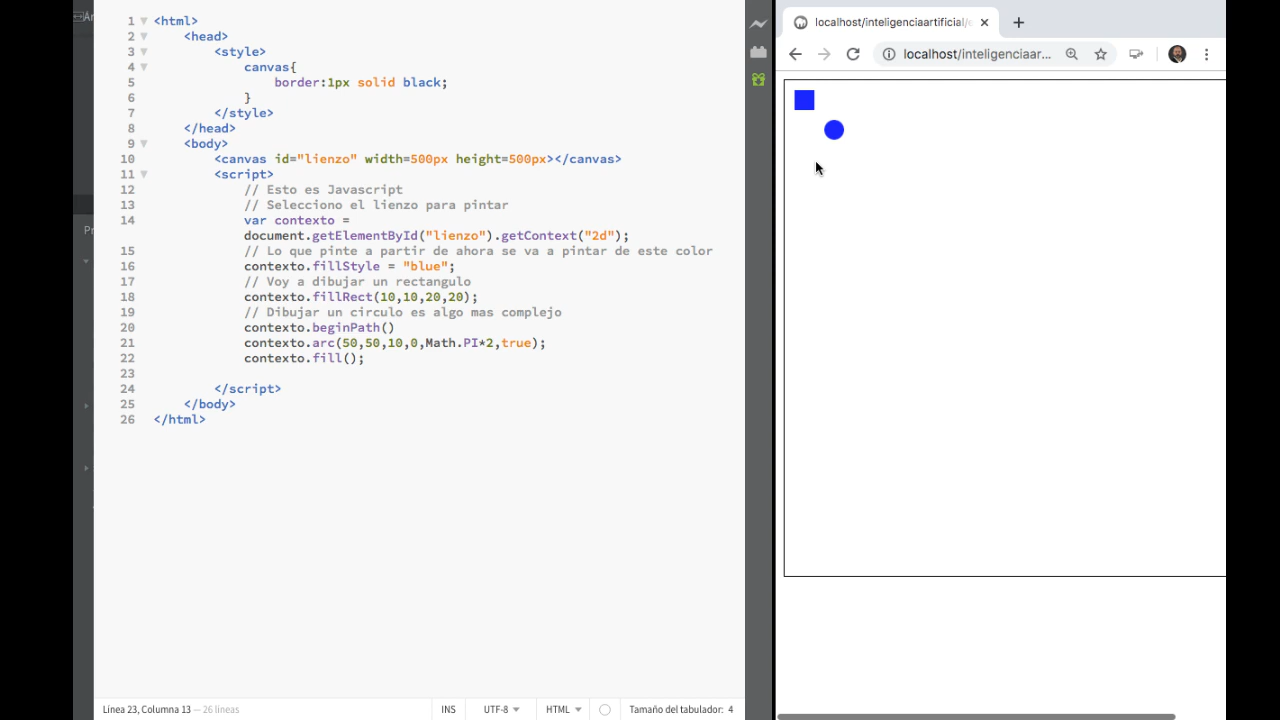 1 <html>
2 <head>
3 <style>
4 canvas{
5 border:1px solid black;
6 }
7 </style>
8 </head>
9 <body>
10 <canvas id="lienzo" width=500px height=500px></canvas>
11 <script>
12 // Esto es Javascript
13 // Selecciono el lienzo para pintar
14 var contexto =
document.getElementById("lienzo").getContext("2d");
15 // Lo que pinte a partir de ahora se va a pintar de este color
16 contexto.fillStyle = "blue";
17 // Voy a dibujar un rectangulo
18 contexto.fillRect(10,10,20,20);
19 // Dibujar un circulo es algo mas complejo
20 contexto.beginPath()
21 contexto.arc(50,50,10,0,Math.PI*2,true);
22 contexto.fill();
23
24 </script>
25 </body>
26 </html>
Línea 23, Columna 13 — 26 líneas
INS
UTF-8
HTML
Tamaño del tabulador: 4
localhost/inteligenciaartificial/
localhost/inteligenciaar...